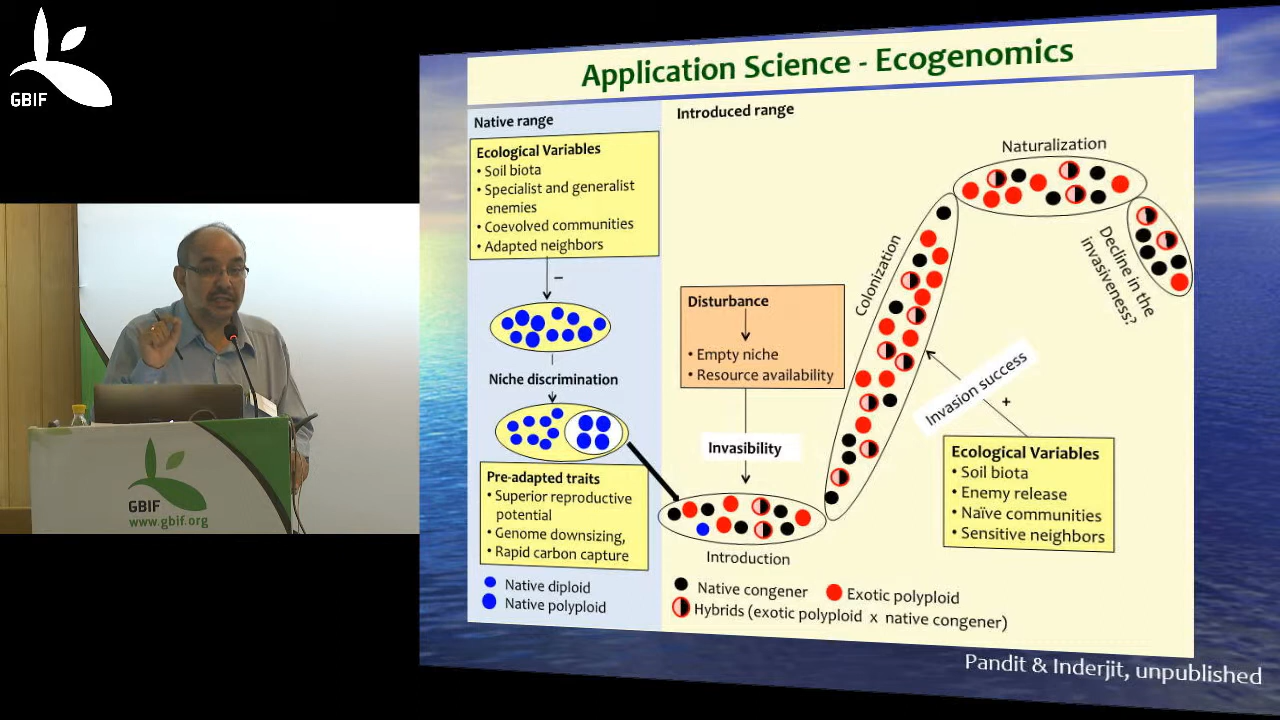 GBIF
Application Science - Ecogenomics
Native range
Ecological Variables
• Soil biota
• Specialist and generalist
enemies
• Coevolved communities
• Adapted neighbors
–
Niche discrimination
Pre-adapted traits
• Superior reproductive
potential
• Genome downsizing,
• Rapid carbon capture
Native diploid
Native polyploid
Introduced range
Disturbance
• Empty niche
• Resource availability
Invasibility
Introduction
Colonization
Naturalization
Decline in the
invasiveness?
Invasion success
+
Ecological Variables
• Soil biota
• Enemy release
• Naïve communities
• Sensitive neighbors
Native congener
Exotic polyploid
Hybrids (exotic polyploid x native congener)
Pandit & Inderjit, unpublished
GBIF
www.gbif.org